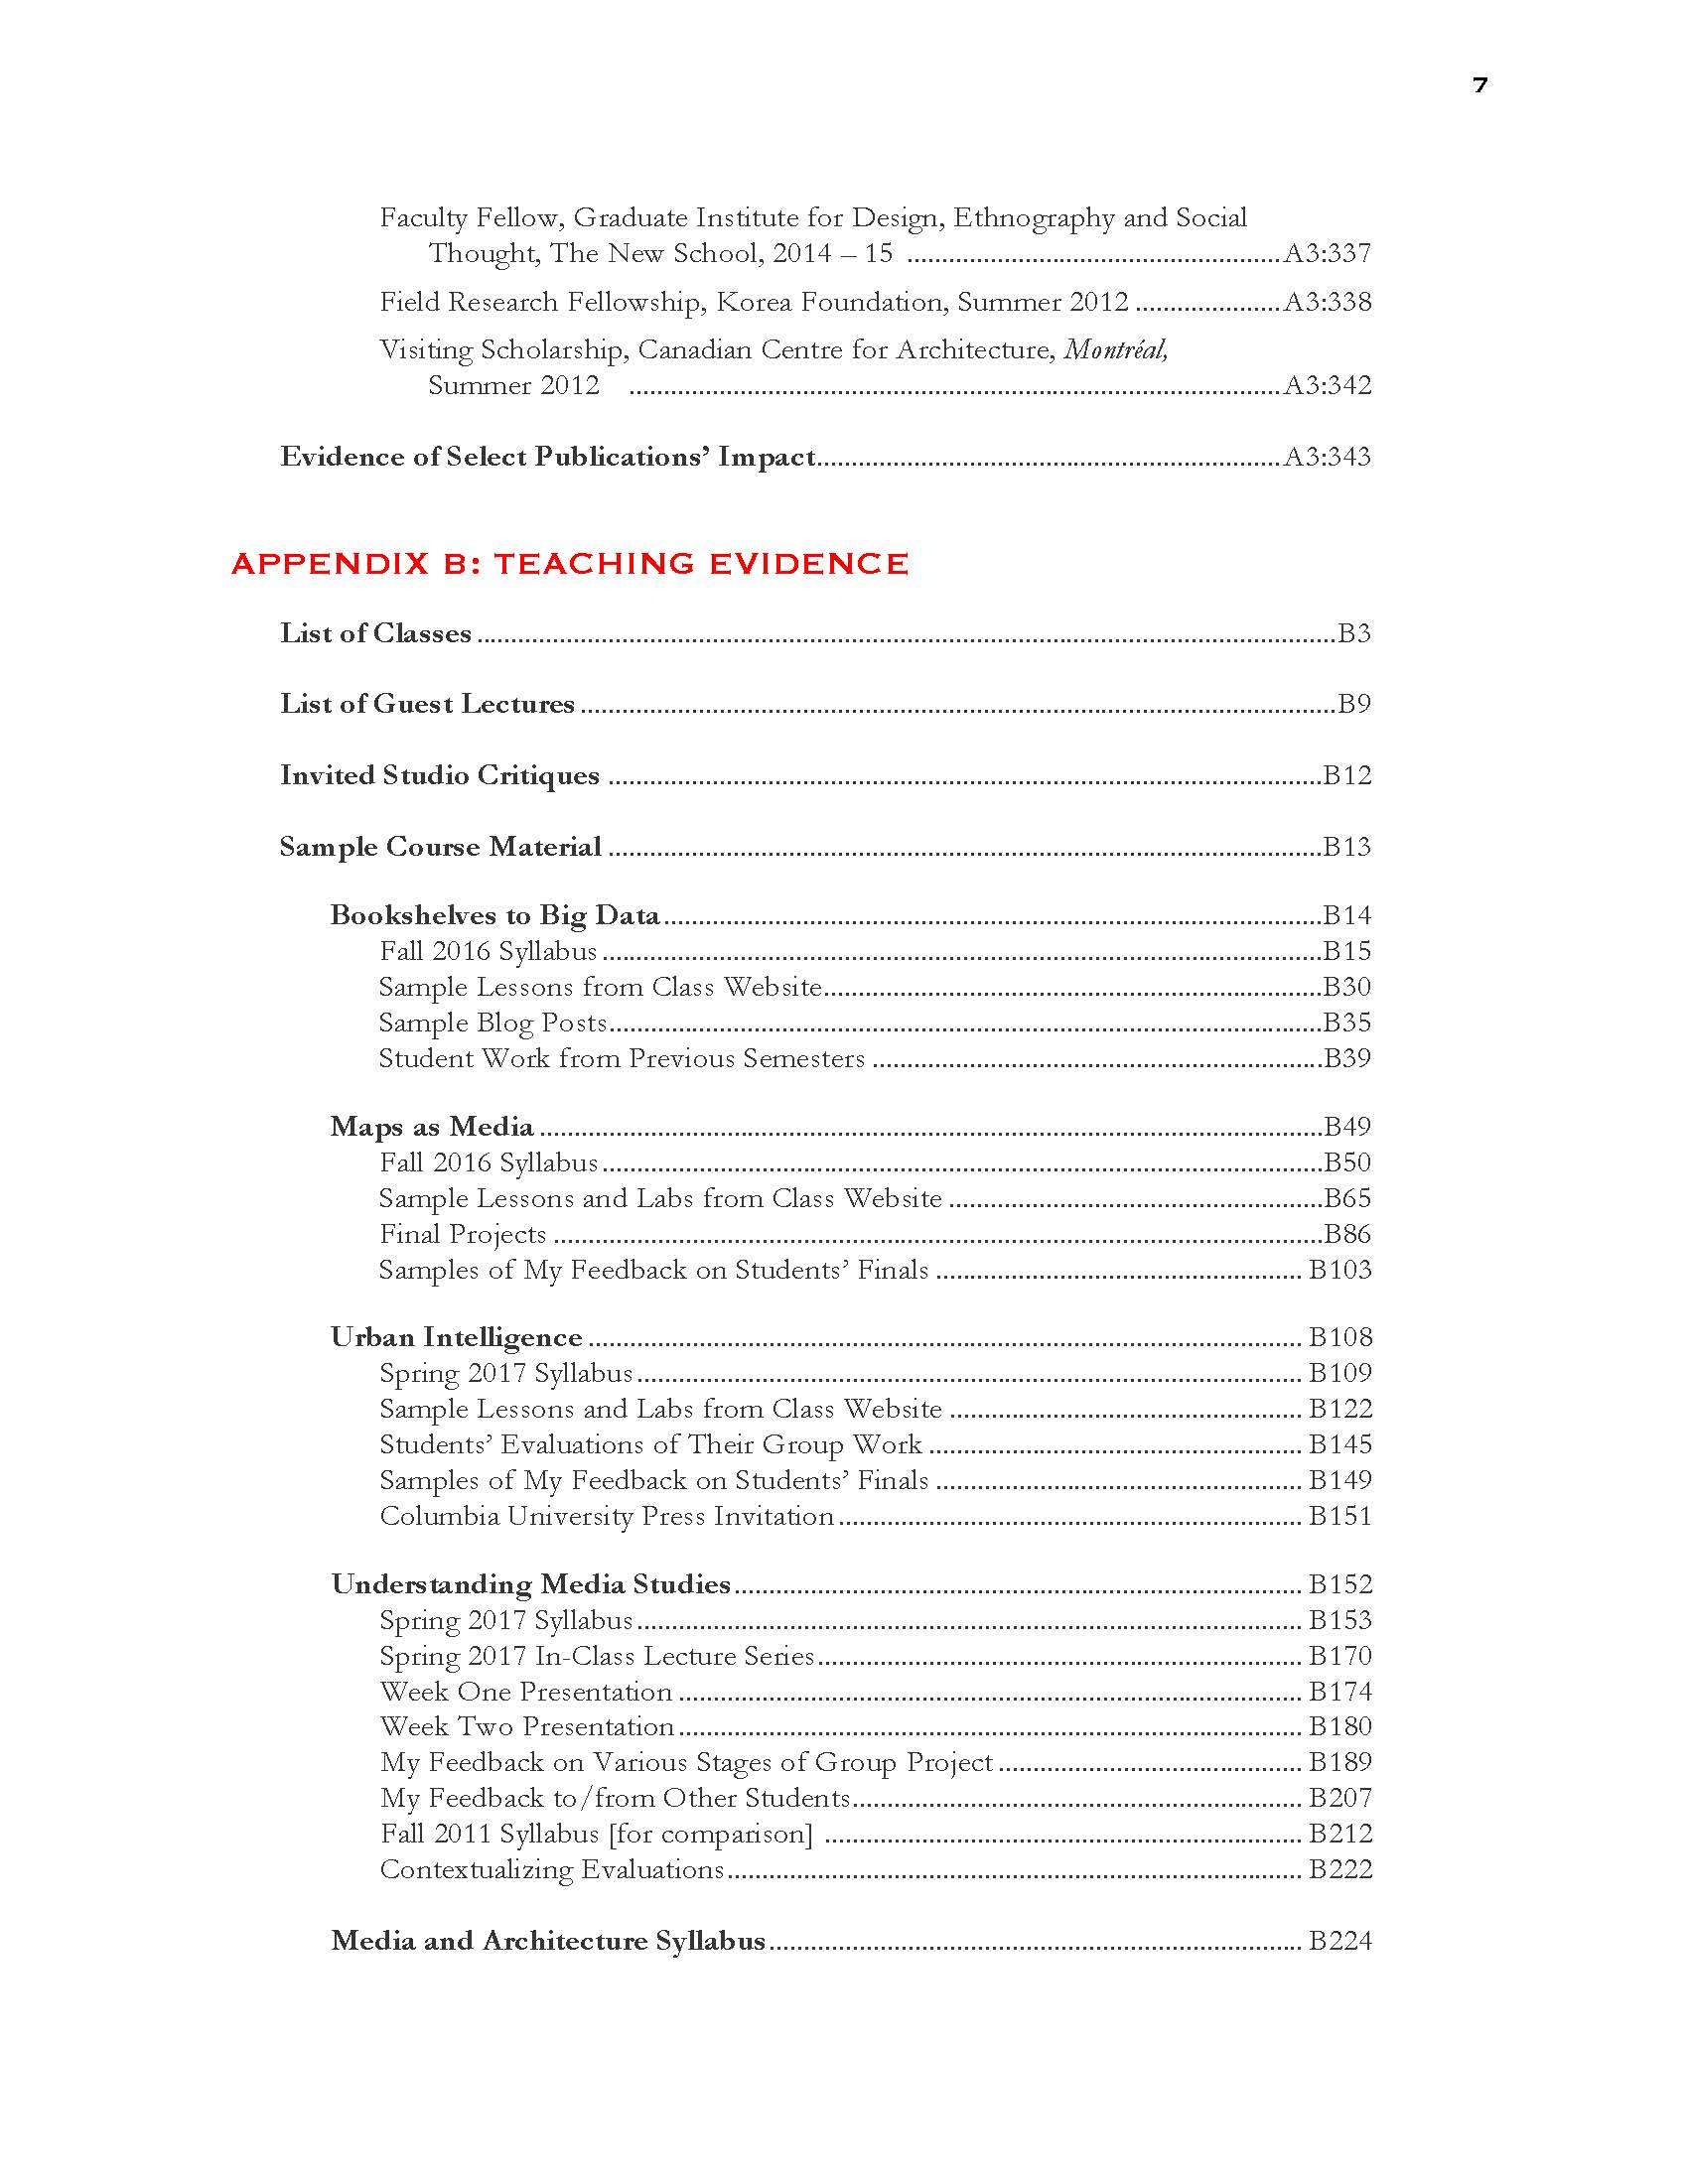 7
Faculty Fellow, Graduate Institute for Design, Ethnography and Social
Thought, The New School, 2014 – 15 ......................................................A3:337
Field Research Fellowship, Korea Foundation, Summer 2012 .....................A3:338
Visiting Scholarship, Canadian Centre for Architecture, Montréal,
Summer 2012 ..............................................................................................A3:342
Evidence of Select Publications’ Impact...................................................................A3:343
APPENDIX B: TEACHING EVIDENCE
List of Classes ................................................................................................................................B3
List of Guest Lectures .............................................................................................................B9
Invited Studio Critiques .......................................................................................................B12
Sample Course Material .......................................................................................................B13
Bookshelves to Big Data...............................................................................................B14
Fall 2016 Syllabus ........................................................................................................B15
Sample Lessons from Class Website........................................................................B30
Sample Blog Posts.......................................................................................................B35
Student Work from Previous Semesters .................................................................B39
Maps as Media .................................................................................................................B49
Fall 2016 Syllabus ........................................................................................................B50
Sample Lessons and Labs from Class Website ......................................................B65
Final Projects ...............................................................................................................B86
Samples of My Feedback on Students’ Finals ..................................................... B103
Urban Intelligence ....................................................................................................... B108
Spring 2017 Syllabus ................................................................................................ B109
Sample Lessons and Labs from Class Website ................................................... B122
Students’ Evaluations of Their Group Work ...................................................... B145
Samples of My Feedback on Students’ Finals ..................................................... B149
Columbia University Press Invitation ................................................................... B151
Understanding Media Studies.................................................................................. B152
Spring 2017 Syllabus ................................................................................................ B153
Spring 2017 In-Class Lecture Series...................................................................... B170
Week One Presentation .......................................................................................... B174
Week Two Presentation .......................................................................................... B180
My Feedback on Various Stages of Group Project ............................................ B189
My Feedback to/from Other Students................................................................. B207
Fall 2011 Syllabus [for comparison] ..................................................................... B212
Contextualizing Evaluations................................................................................... B222
Media and Architecture Syllabus ............................................................................. B224